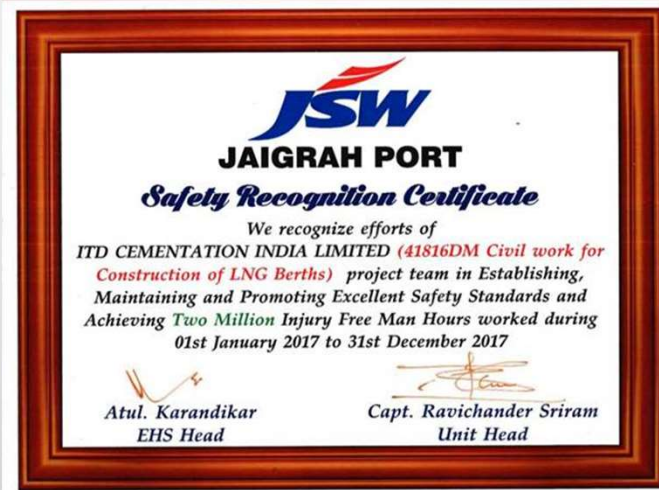 JSW
JAIGRAH PORT
Safety Recognition Certificate
We recognize efforts of
ITD CEMENTATION INDIA LIMITED (41816DM Civil work for
Construction of LNG Berths) project team in Establishing,
Maintaining and Promoting Excellent Safety Standards and
Achieving Two Million Injury Free Man Hours worked during
01st January 2017 to 31st December 2017
Atul. Karandikar
Capt. Ravichander Sriram
EHS Head
Unit Head